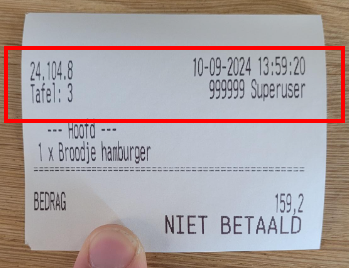 24.104.8 10-09-2024 13:59:20
Tafel: 3 999999 Superuser
--- Hoofd ---
1 x Broodje hamburger
================================================
BEDRAG 159,2
NIET BETAALD